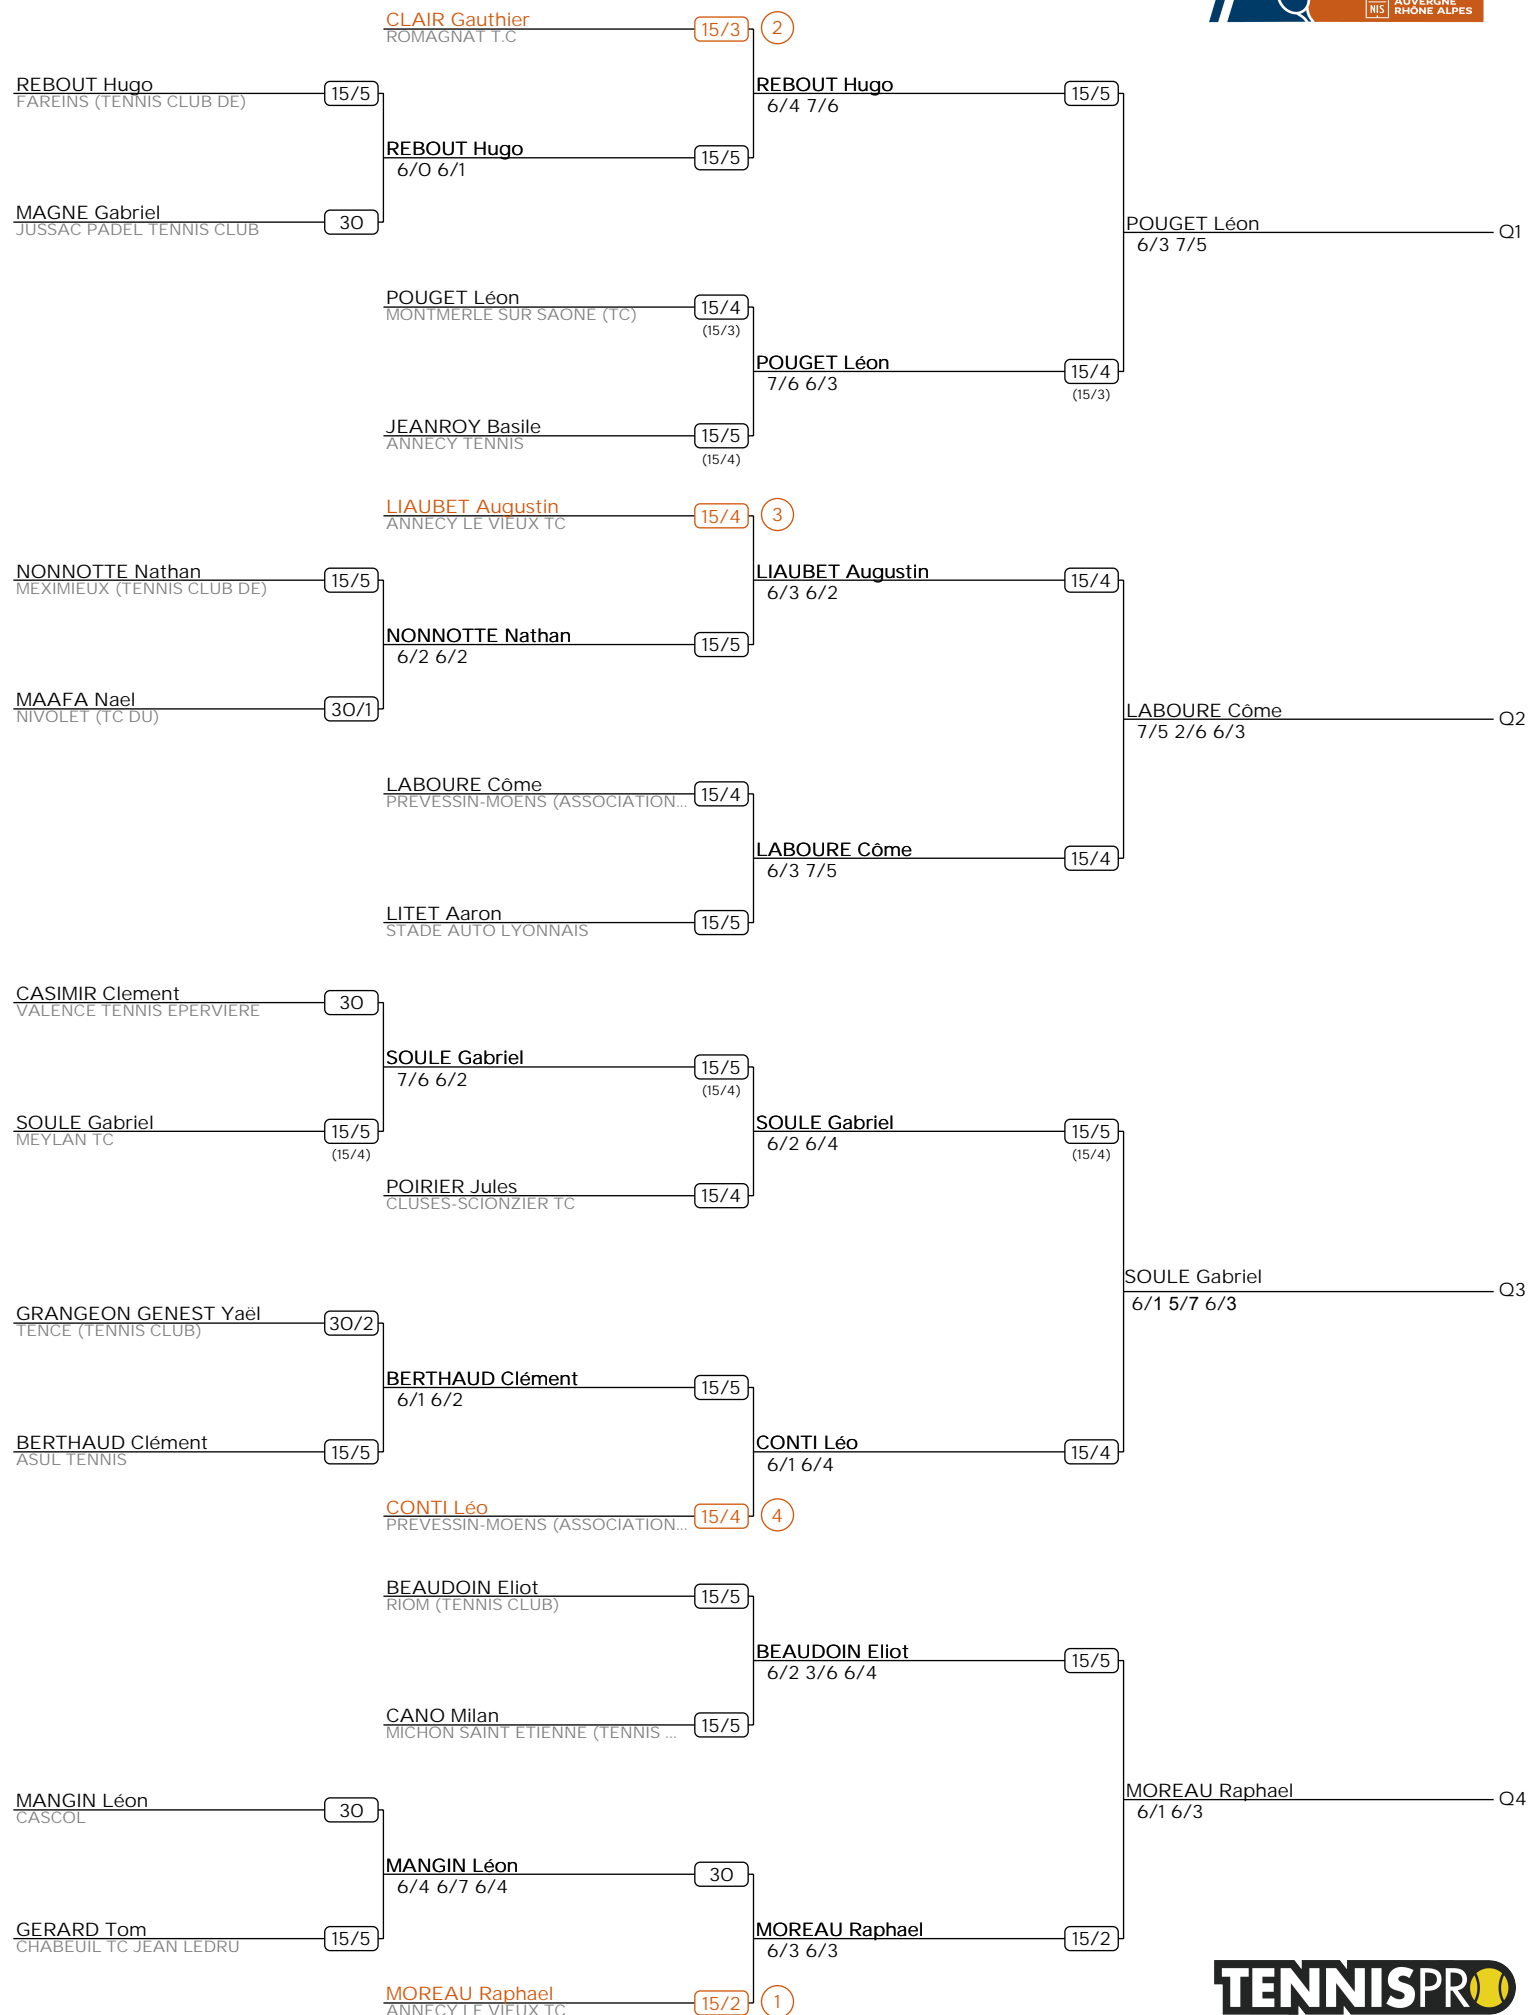 AUVERGNE
NIS RHÔNE ALPES
CLAIR Gauthier
ROMAGNAT T.C
15/3
2
REBOUT Hugo
FAREINS (TENNIS CLUB DE)
15/5
REBOUT Hugo
6/4 7/6
15/5
REBOUT Hugo
6/0 6/1
15/5
MAGNE Gabriel
JUSSAC PADEL TENNIS CLUB
30
POUGET Léon
6/3 7/5
Q1
POUGET Léon
MONTMERLE SUR SAONE (TC)
15/4
(15/3)
POUGET Léon
7/6 6/3
15/4
(15/3)
JEANROY Basile
ANNECY TENNIS
15/5
(15/4)
LIAUBET Augustin
ANNECY LE VIEUX TC
15/4
3
NONNOTTE Nathan
MEXIMIEUX (TENNIS CLUB DE)
15/5
LIAUBET Augustin
6/3 6/2
15/4
NONNOTTE Nathan
6/2 6/2
15/5
MAAFA Nael
NIVOLET (TC DU)
30/1
LABOURE Côme
7/5 2/6 6/3
Q2
LABOURE Côme
PREVESSIN-MOENS (ASSOCIATION...
15/4
LABOURE Côme
6/3 7/5
15/4
LITET Aaron
STADE AUTO LYONNAIS
15/5
CASIMIR Clement
VALENCE TENNIS EPERVIERE
30
SOULE Gabriel
7/6 6/2
15/5
(15/4)
SOULE Gabriel
MEYLAN TC
15/5
(15/4)
SOULE Gabriel
6/2 6/4
15/5
(15/4)
POIRIER Jules
CLUSES-SCIONZIER TC
15/4
SOULE Gabriel
6/1 5/7 6/3
Q3
GRANGEON GENEST Yaël
TENCE (TENNIS CLUB)
30/2
BERTHAUD Clément
6/1 6/2
15/5
BERTHAUD Clément
ASUL TENNIS
15/5
CONTI Léo
6/1 6/4
15/4
CONTI Léo
PREVESSIN-MOENS (ASSOCIATION...
15/4
4
BEAUDOIN Eliot
RIOM (TENNIS CLUB)
15/5
BEAUDOIN Eliot
6/2 3/6 6/4
15/5
CANO Milan
MICHON SAINT ETIENNE (TENNIS ...
15/5
MOREAU Raphael
6/1 6/3
Q4
MANGIN Léon
CASCOL
30
MANGIN Léon
6/4 6/7 6/4
30
GERARD Tom
CHABEUIL TC JEAN LEDRU
15/5
MOREAU Raphael
6/3 6/3
15/2
MOREAU Raphael
ANNECY LE VIEUX TC
15/2
1
TENNISPRO